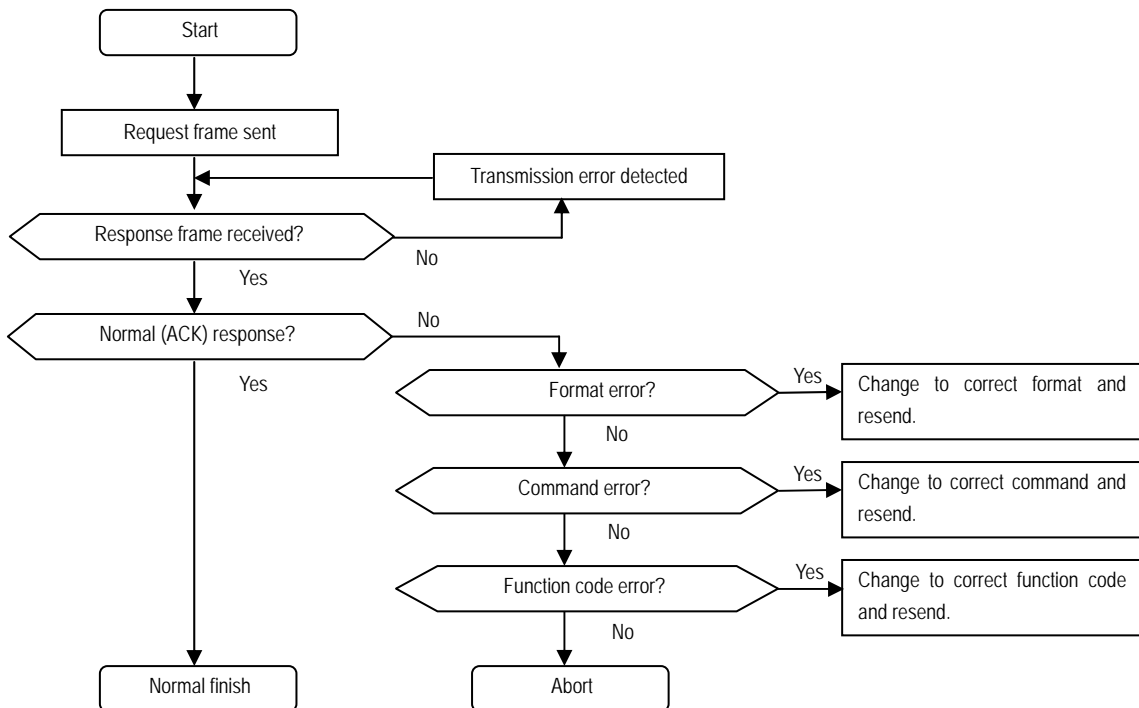 Start
Request frame sent
Transmission error detected
Response frame received?
No
Yes
Normal (ACK) response?
No
Yes
Format error?
Yes
Change to correct format and
resend.
No
Command error?
Yes
Change to correct command and
resend.
No
Function code error?
Yes
Change to correct function code
and resend.
No
Normal finish
Abort